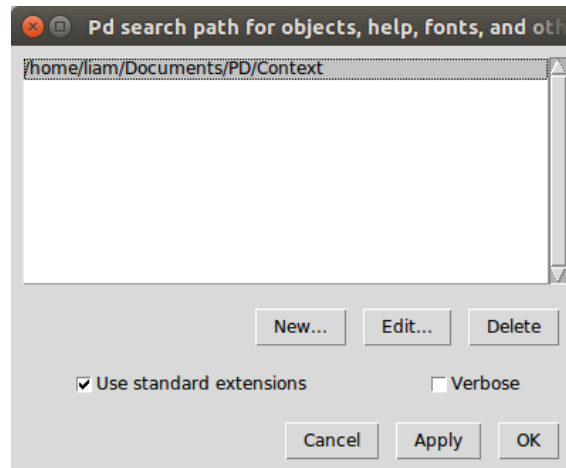 Pd search path for objects, help, fonts, and oth
/home/liam/Documents/PD/Context
New... Edit... Delete
Use standard extensions Verbose
Cancel Apply OK